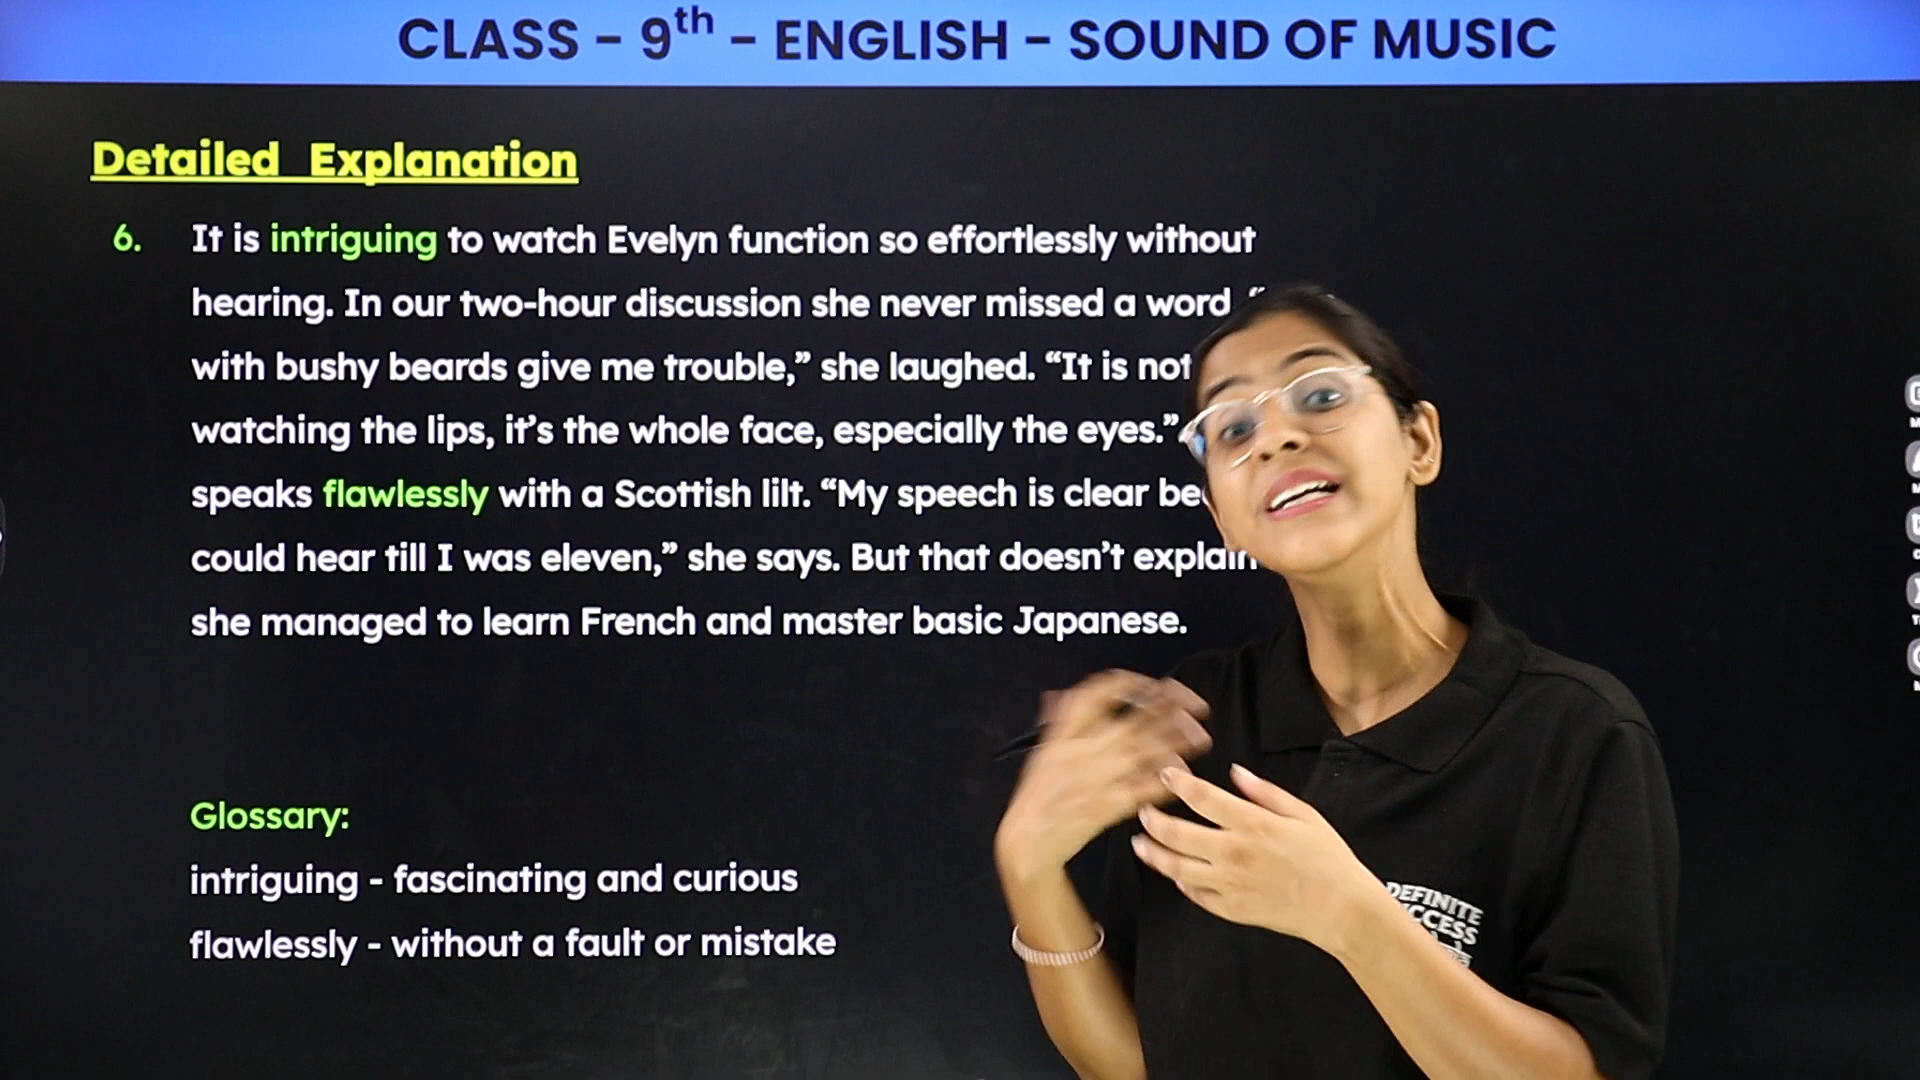 CLASS - 9th - ENGLISH - SOUND OF MUSIC
Detailed Explanation
6. It is intriguing to watch Evelyn function so effortlessly without
hearing. In our two-hour discussion she never missed a word. “
with bushy beards give me trouble,” she laughed. “It is not
watching the lips, it’s the whole face, especially the eyes.”
speaks flawlessly with a Scottish lilt. “My speech is clear be
could hear till I was eleven,” she says. But that doesn’t explain
she managed to learn French and master basic Japanese.
Glossary:
intriguing - fascinating and curious
flawlessly - without a fault or mistake
DEFINITE
CCESS